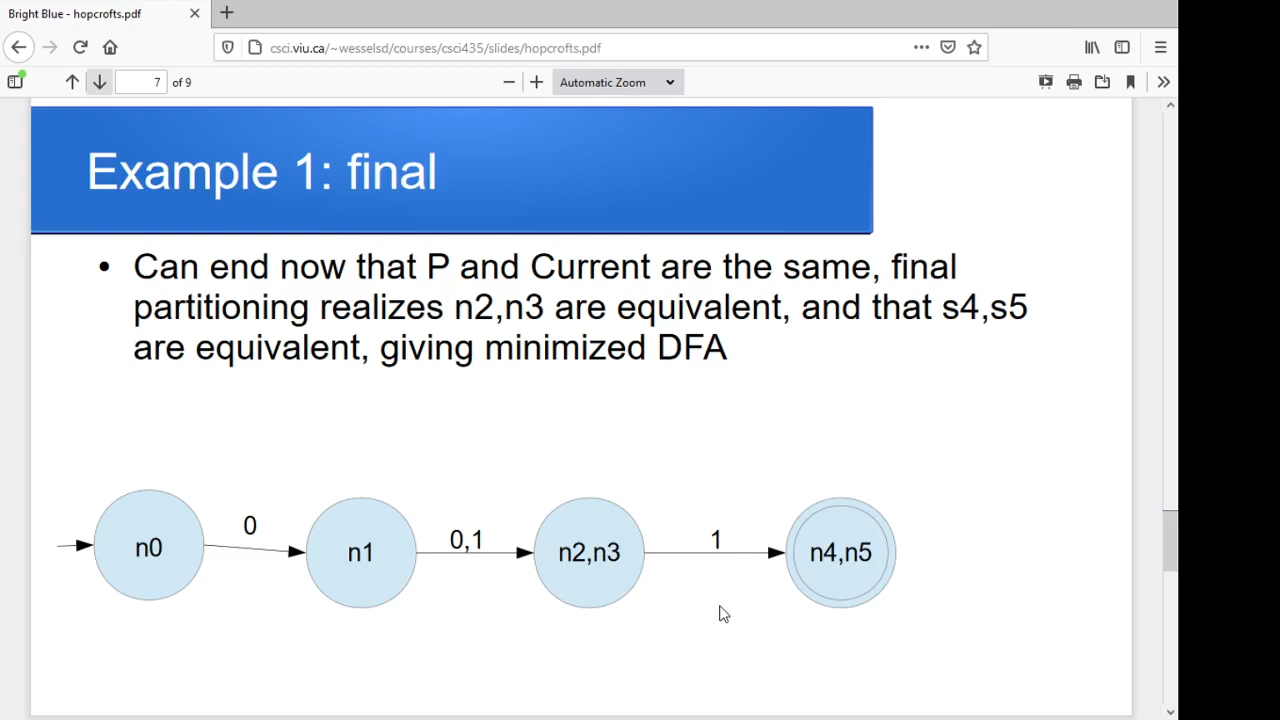 Bright Blue - hopcrofts.pdf
csci.viu.ca/~wesselsd/courses/csci435/slides/hopcrofts.pdf
7 of 9
Automatic Zoom
Example 1: final
• Can end now that P and Current are the same, final
partitioning realizes n2,n3 are equivalent, and that s4,s5
are equivalent, giving minimized DFA
n0
0
n1
0,1
n2,n3
1
n4,n5